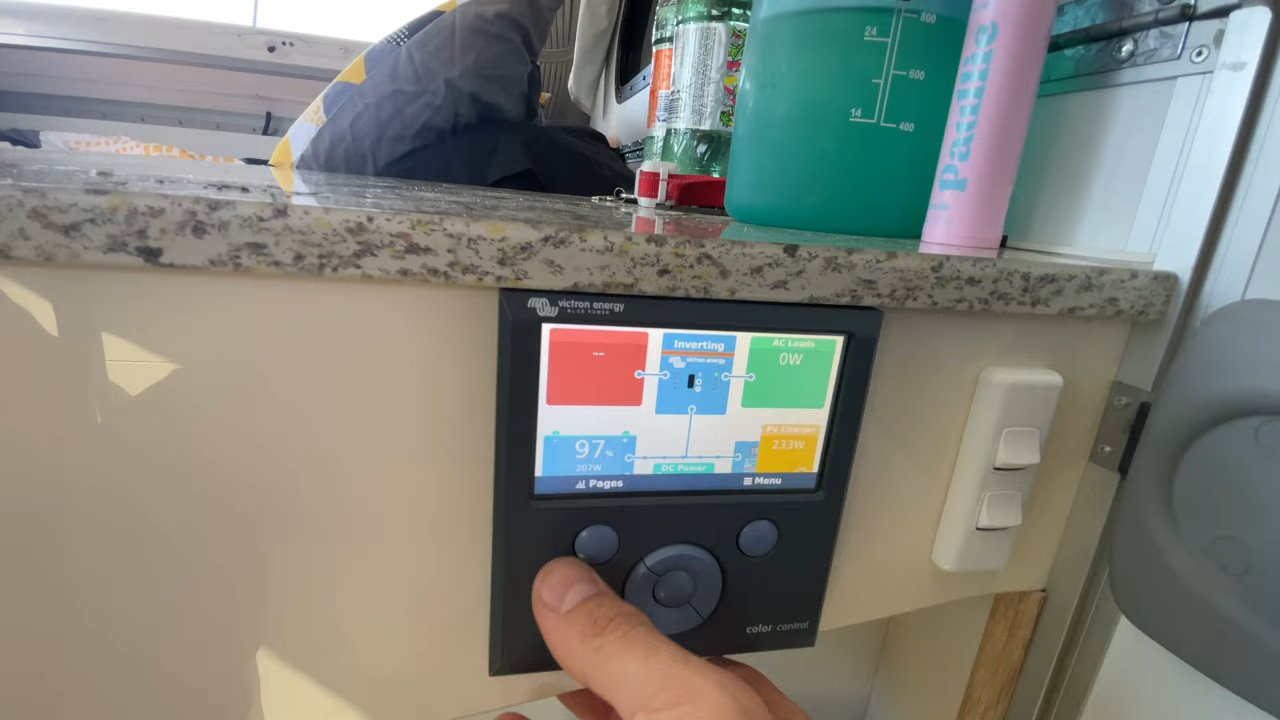 800
24
600
14
400
Pauline
victron energy
BLUE POWER
--
Inverting
victron energy
AC Loads
0W
97%
207W
DC Power
PV Charger
233W
Pages
Menu
color control